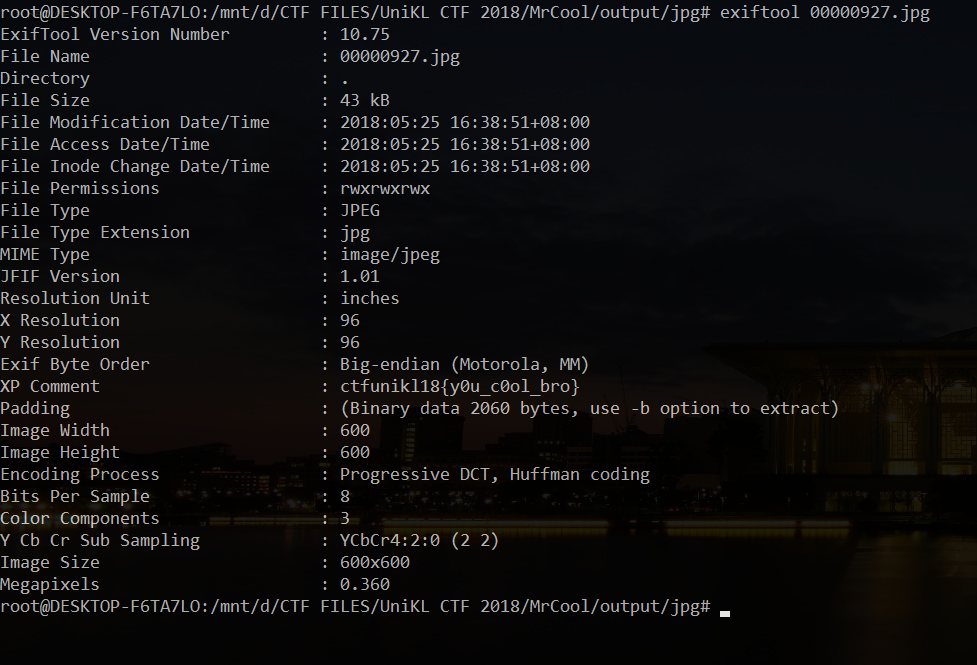 root@DESKTOP-F6TA7LO:/mnt/d/CTF FILES/UniKL CTF 2018/MrCool/output/jpg# exiftool 00000927.jpg
ExifTool Version Number : 10.75
File Name : 00000927.jpg
Directory : .
File Size : 43 kB
File Modification Date/Time : 2018:05:25 16:38:51+08:00
File Access Date/Time : 2018:05:25 16:38:51+08:00
File Inode Change Date/Time : 2018:05:25 16:38:51+08:00
File Permissions : rwxrwxrwx
File Type : JPEG
File Type Extension : jpg
MIME Type : image/jpeg
JFIF Version : 1.01
Resolution Unit : inches
X Resolution : 96
Y Resolution : 96
Exif Byte Order : Big-endian (Motorola, MM)
XP Comment : ctfunikl18{y0u_c0ol_bro}
Padding : (Binary data 2060 bytes, use -b option to extract)
Image Width : 600
Image Height : 600
Encoding Process : Progressive DCT, Huffman coding
Bits Per Sample : 8
Color Components : 3
Y Cb Cr Sub Sampling : YCbCr4:2:0 (2 2)
Image Size : 600x600
Megapixels : 0.360
root@DESKTOP-F6TA7LO:/mnt/d/CTF FILES/UniKL CTF 2018/MrCool/output/jpg#